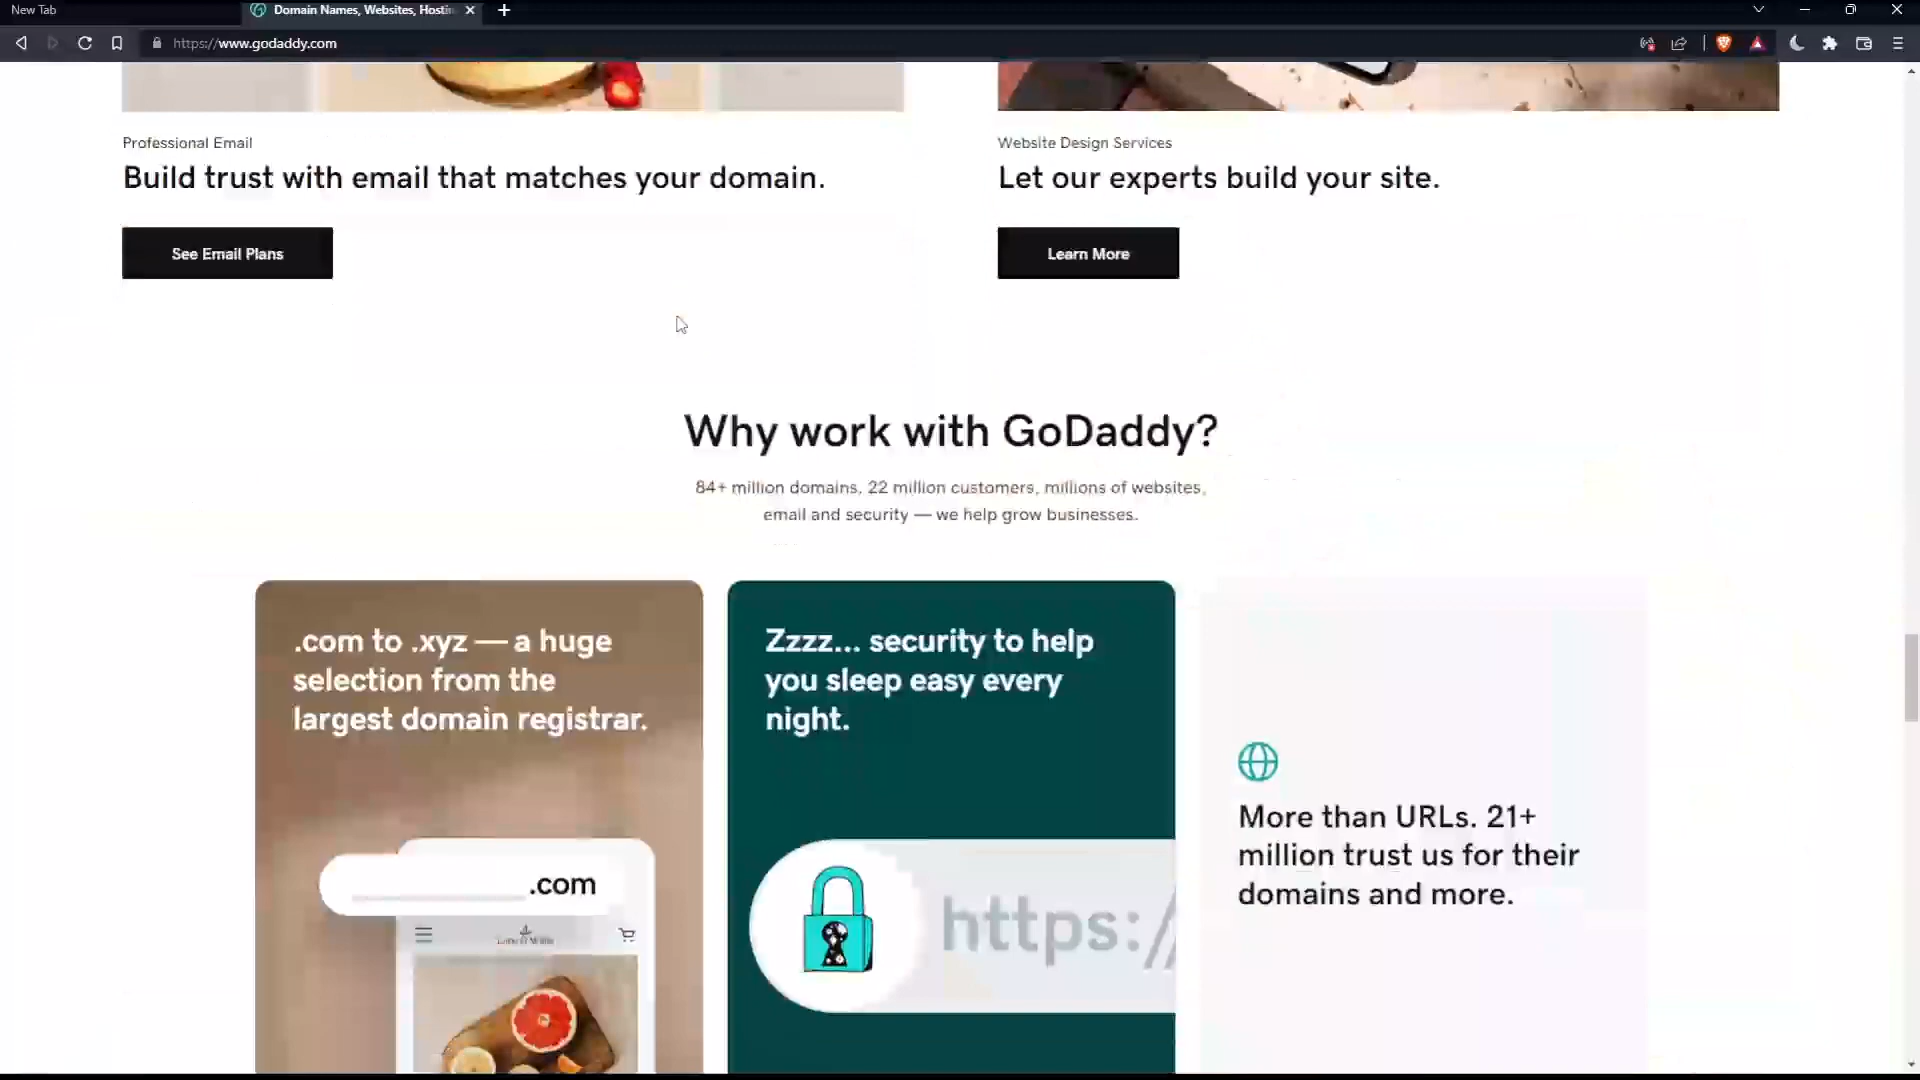 New Tab
Domain Names, Websites, Hostin
https://www.godaddy.com
Professional Email
Build trust with email that matches your domain.
See Email Plans
Website Design Services
Let our experts build your site.
Learn More
Why work with GoDaddy?
84+ million domains, 22 million customers, millions of websites,
email and security — we help grow businesses.
.com to .xyz — a huge
selection from the
largest domain registrar.
.com
Zzzz... security to help
you sleep easy every
night.
https://
More than URLs. 21+
million trust us for their
domains and more.